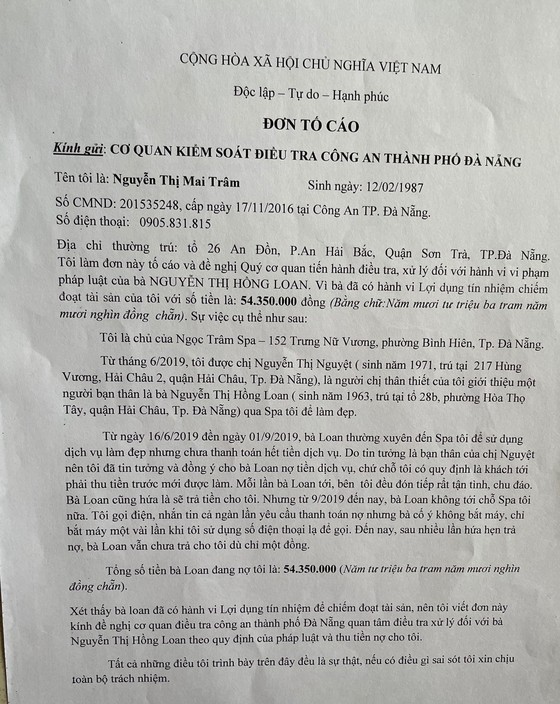 CỘNG HÒA XÃ HỘI CHỦ NGHĨA VIỆT NAM
Độc lập – Tự do – Hạnh phúc
ĐƠN TỐ CÁO
Kính gửi: CƠ QUAN KIỂM SOÁT ĐIỀU TRA CÔNG AN THÀNH PHỐ ĐÀ NẴNG
Tên tôi là: Nguyễn Thị Mai Trâm Sinh ngày: 12/02/1987
Số CMND: 201535248, cấp ngày 17/11/2016 tại Công An TP. Đà Nẵng.
Số điện thoại: 0905.831.815
Địa chỉ thường trú: tổ 26 An Đồn, P.An Hải Bắc, Quận Sơn Trà, TP.Đà Nẵng.
Tôi làm đơn này tố cáo và đề nghị Quý cơ quan tiến hành điều tra, xử lý đối với hành vi vi phạm
pháp luật của bà NGUYỄN THỊ HỒNG LOAN. Vì bà đã có hành vi Lợi dụng tín nhiệm chiếm
đoạt tài sản của tôi với số tiền là: 54.350.000 đồng (Bằng chữ:Năm mươi tư triệu ba tram năm
mươi nghìn đồng chẵn). Sự việc cụ thể như sau:
Tôi là chủ của Ngọc Trâm Spa – 152 Trưng Nữ Vương, phường Bình Hiên, Tp. Đà Nẵng.
Từ tháng 6/2019, tôi được chị Nguyễn Thị Nguyệt ( sinh năm 1971, trú tại 217 Hùng
Vương, Hải Châu 2, quận Hải Châu, Tp. Đà Nẵng), là người chị thân thiết của tôi giới thiệu một
người bạn thân là bà Nguyễn Thị Hồng Loan ( sinh năm 1963, trú tại tổ 28b, phường Hòa Thọ
Tây, quận Hải Châu, Tp. Đà Nẵng) qua Spa tôi để làm đẹp.
Từ ngày 16/6/2019 đến ngày 01/9/2019, bà Loan thường xuyên đến Spa tôi để sử dụng
dịch vụ làm đẹp nhưng chưa thanh toán hết tiền dịch vụ. Do tin tưởng là bạn thân của chị Nguyệt
nên tôi đã tin tưởng và đồng ý cho bà Loan nợ tiền dịch vụ, chứ chỗ tôi có quy định là khách tới
phải thu tiền trước mới được làm. Mỗi lần bà Loan tới, bên tôi đều đón tiếp rất tận tình, chu đáo.
Bà Loan cũng hứa là sẽ trả tiền cho tôi. Nhưng từ 9/2019 đến nay, bà Loan không tới chỗ Spa tôi
nữa. Tôi gọi điện, nhắn tin cả ngàn lần yêu cầu thanh toán nợ nhưng bà cố ý không bắt máy, chỉ
bắt máy một vài lần khi tôi sử dụng số điện thoại lạ để gọi. Đến nay, sau nhiều lần hứa hẹn trả
nợ, bà Loan vẫn chưa trả cho tôi dù chỉ một đồng.
Tổng số tiền bà Loan đang nợ tôi là: 54.350.000 (Năm tư triệu ba tram năm mươi nghìn
đồng chẵn).
Xét thấy bà loan đã có hành vi Lợi dụng tín nhiệm để chiếm đoạt tài sản, nên tôi viết đơn này
kính đề nghị cơ quan điều tra công an thành phố Đà Nẵng quan tâm điều tra xử lý đối với bà
Nguyễn Thị Hồng Loan theo quy định của pháp luật và thu tiền nợ cho tôi.
Tất cả những điều tôi trình bày trên đây đều là sự thật, nếu có điều gì sai sót tôi xin chịu
toàn bộ trách nhiệm.